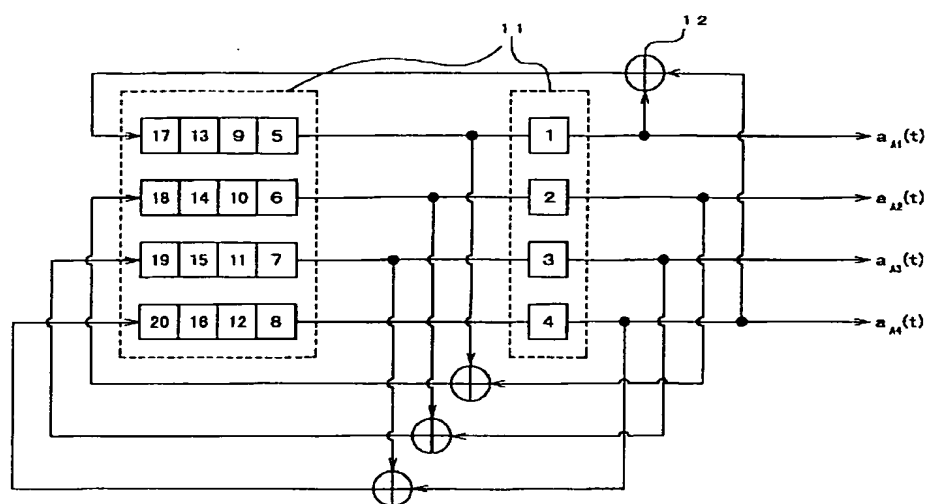 11
12
17 13 9 5 1 a_A1(t)
18 14 10 6 2 a_A2(t)
19 15 11 7 3 a_A3(t)
20 16 12 8 4 a_A4(t)